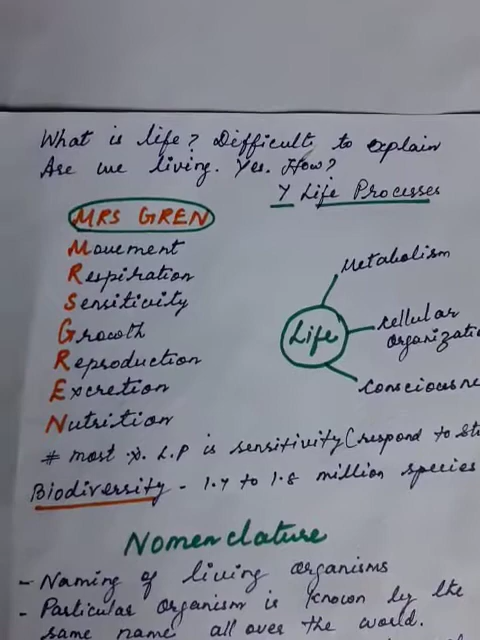 What is life? Difficult to explain
Are we living. Yes. How?
7 Life Processes
MRS GREN
Movement
Respiration
Sensitivity
Growth
Reproduction
Excretion
Nutrition
Metabolism
Life
Cellular
organizatio
Consciousne
# most L.P is sensitivity (respond to sti
Biodiversity - 1.7 to 1.8 million species
Nomenclature
- Naming of living organisms
- Particular organism is known by the
same name all over the world.